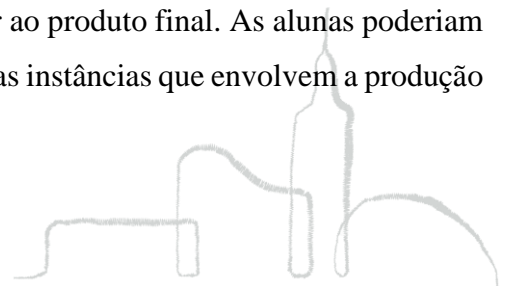 r ao produto final. As alunas poderiam
as instâncias que envolvem a produção